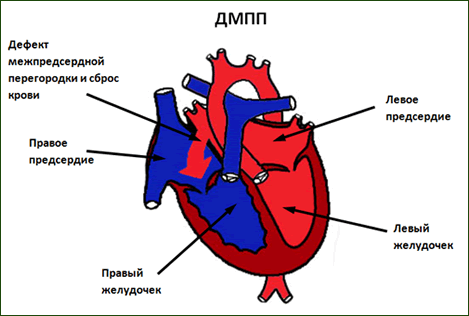 ДМПП
Дефект
межпредсердной
перегородки и сброс
крови
Правое
предсердие
Левое
предсердие
Левый
желудочек
Правый
желудочек